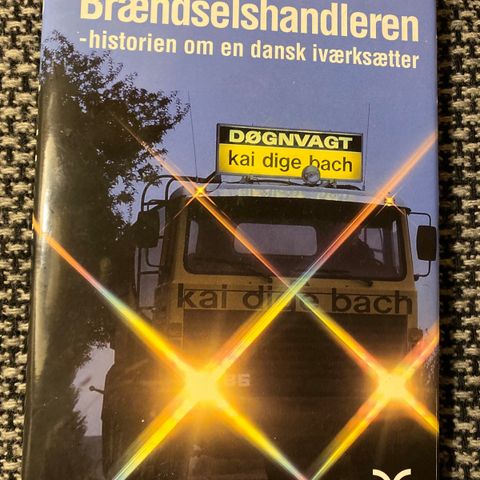 Brændselshandleren
-historien om en dansk iværksætter
DØGNVAGT
kai dige bach
kai dige bach